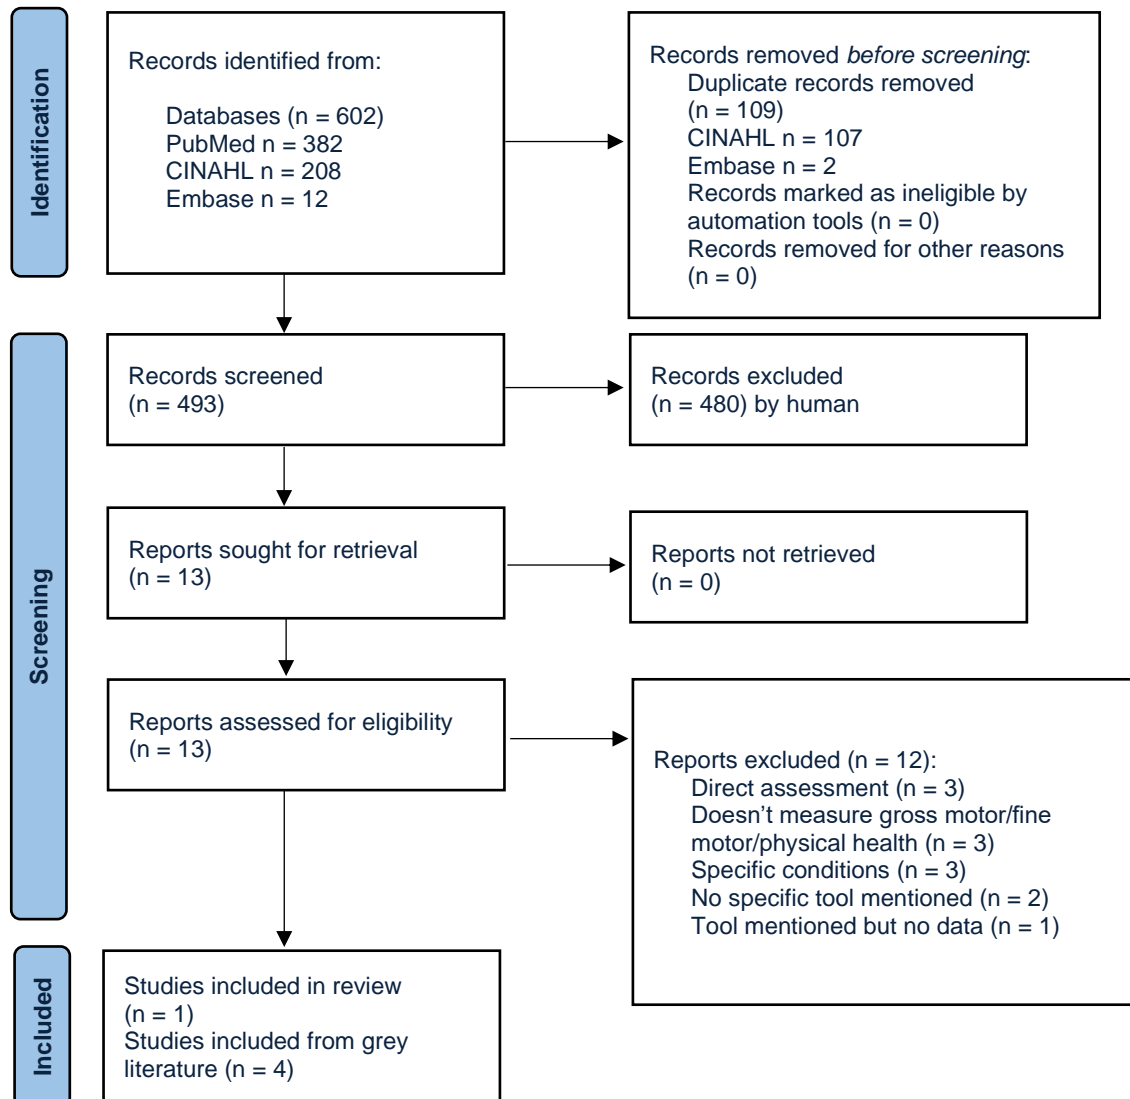 Identification
Records identified from:
Databases (n = 602)
PubMed n = 382
CINAHL n = 208
Embase n = 12
Records removed before screening:
Duplicate records removed
(n = 109)
CINAHL n = 107
Embase n = 2
Records marked as ineligible by
automation tools (n = 0)
Records removed for other reasons
(n = 0)
Screening
Records screened
(n = 493)
Records excluded
(n = 480) by human
Reports sought for retrieval
(n = 13)
Reports not retrieved
(n = 0)
Reports assessed for eligibility
(n = 13)
Reports excluded (n = 12):
Direct assessment (n = 3)
Doesn't measure gross motor/fine
motor/physical health (n = 3)
Specific conditions (n = 3)
No specific tool mentioned (n = 2)
Tool mentioned but no data (n = 1)
Included
Studies included in review
(n = 1)
Studies included from grey
literature (n = 4)